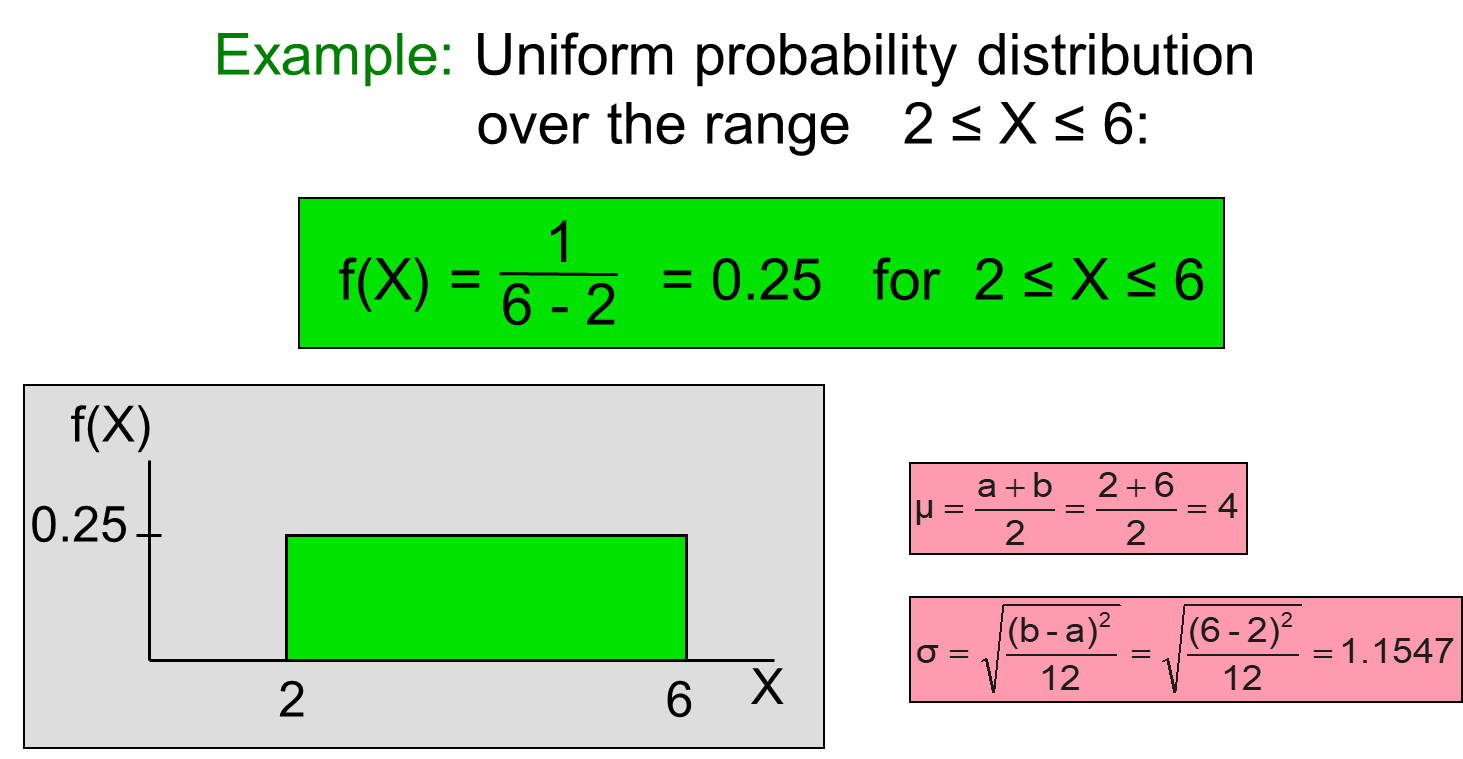 Example: Uniform probability distribution
over the range 2 ≤ X ≤ 6:
f(X) = 1 / (6 - 2) = 0.25 for 2 ≤ X ≤ 6
f(X)
0.25
2 6 X
μ = (a + b) / 2 = (2 + 6) / 2 = 4
σ = √((b - a)² / 12) = √((6 - 2)² / 12) = 1.1547